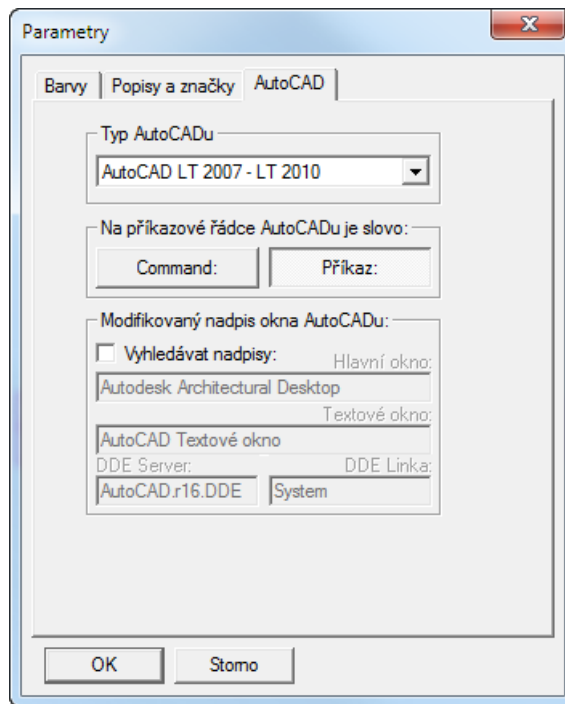 Parametry
Barvy Popisy a značky AutoCAD
Typ AutoCADu
AutoCAD LT 2007 - LT 2010
Na příkazové řádce AutoCADu je slovo:
Command: Příkaz:
Modifikovaný nadpis okna AutoCADu:
Vyhledávat nadpisy:
Hlavní okno:
Autodesk Architectural Desktop
Textové okno:
AutoCAD Textové okno
DDE Server: DDE Linka:
AutoCAD.r16.DDE System
OK Storno